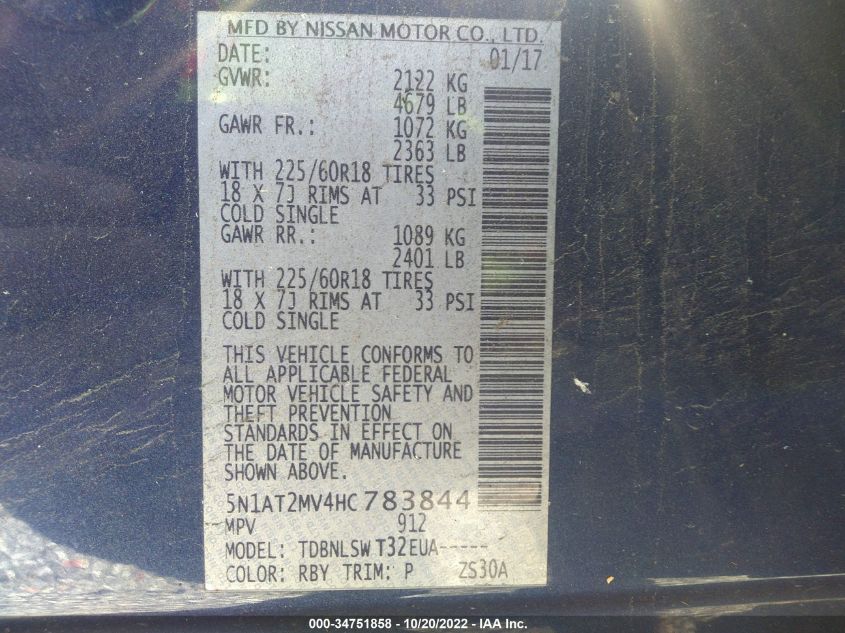 MFD BY NISSAN MOTOR CO., LTD.
DATE: 01/17
GVWR: 2122 KG
4679 LB
GAWR FR.: 1072 KG
2363 LB
WITH 225/60R18 TIRES
18 X 7J RIMS AT 33 PSI
COLD SINGLE
GAWR RR.: 1089 KG
2401 LB
WITH 225/60R18 TIRES
18 X 7J RIMS AT 33 PSI
COLD SINGLE
THIS VEHICLE CONFORMS TO
ALL APPLICABLE FEDERAL
MOTOR VEHICLE SAFETY AND
THEFT PREVENTION
STANDARDS IN EFFECT ON
THE DATE OF MANUFACTURE
SHOWN ABOVE.
5N1AT2MV4HC783844
MPV 912
MODEL: TDBNLSW T32EUA-----
COLOR: RBY TRIM: P ZS30A
000-34751858 - 10/20/2022 - IAA Inc.